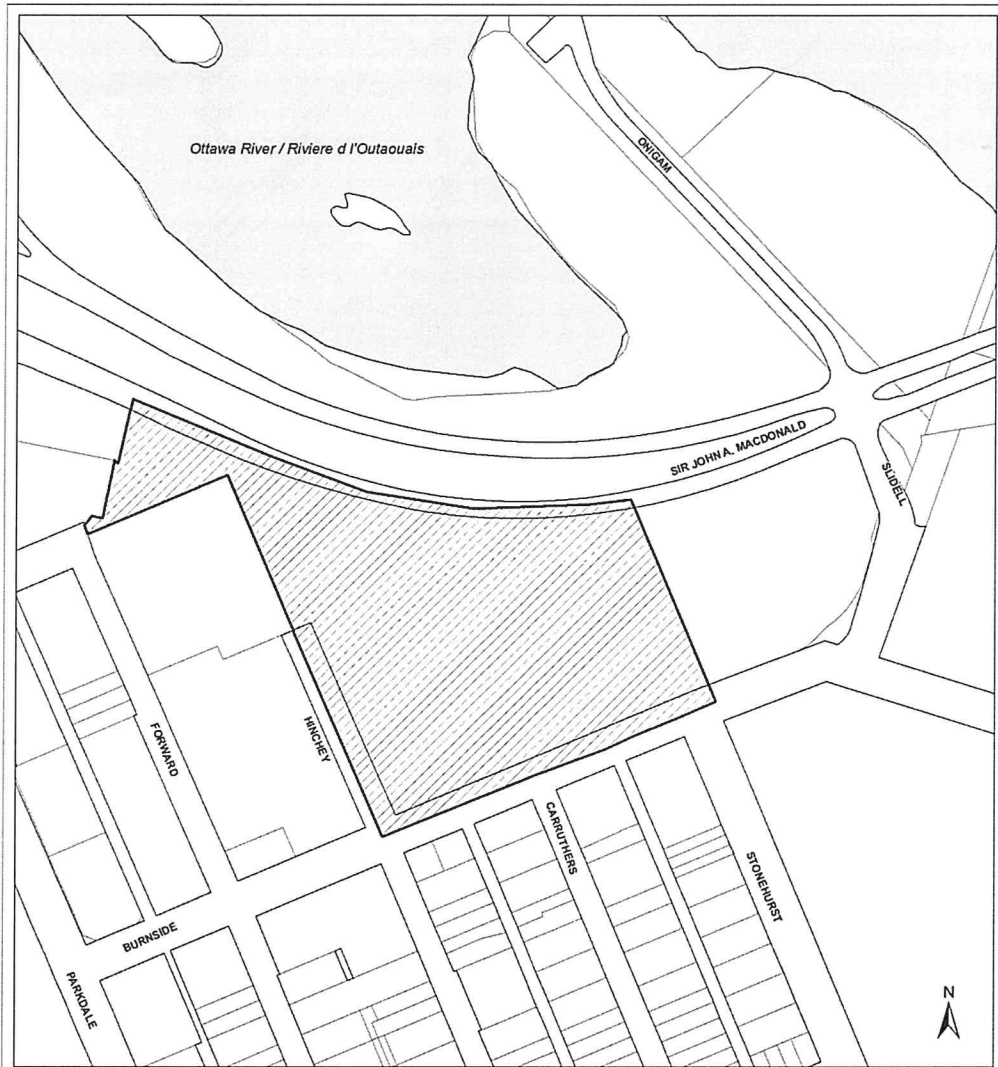 Ottawa River / Riviere d l'Outaouais
ONIGAM
SIR JOHN A. MACDONALD
SLIDELL
HINCHEY
FORWARD
CARRUTHERS
STONEHURST
BURNSIDE
PARKDALE
N